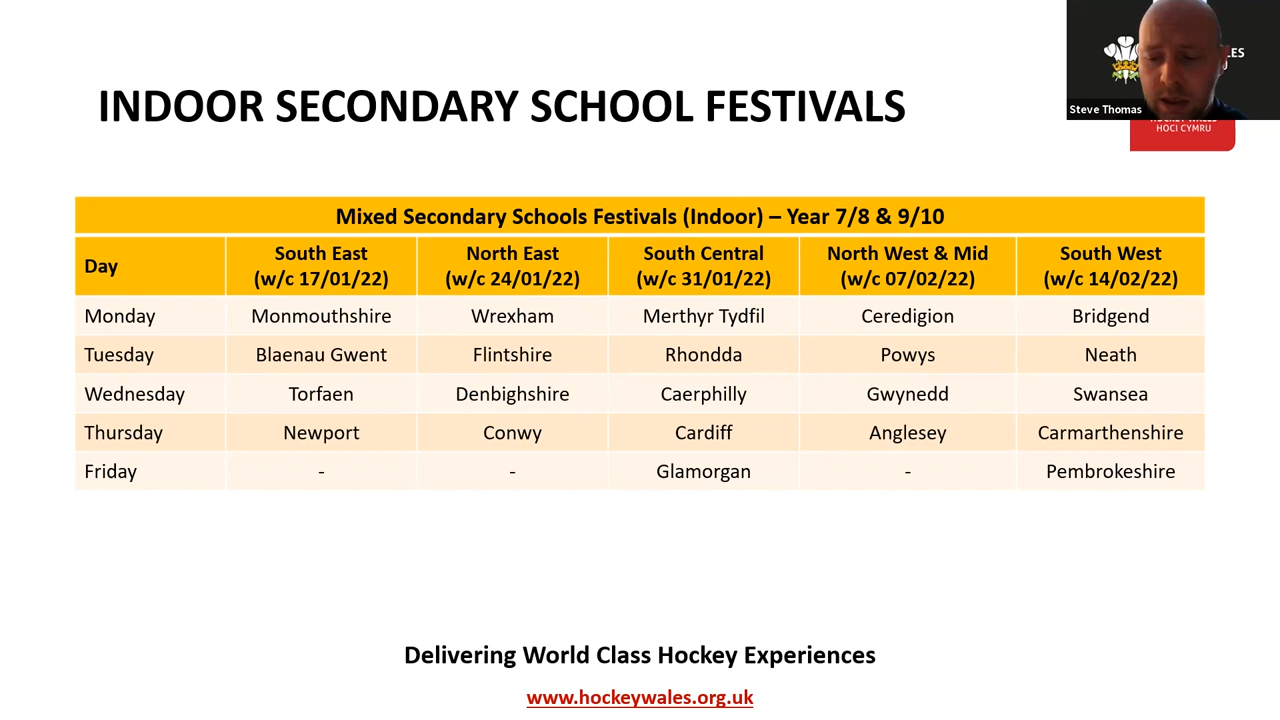 INDOOR SECONDARY SCHOOL FESTIVALS
Steve Thomas
HOCI CYMRU
Mixed Secondary Schools Festivals (Indoor) – Year 7/8 & 9/10
Day South East (w/c 17/01/22) North East (w/c 24/01/22) South Central (w/c 31/01/22) North West & Mid (w/c 07/02/22) South West (w/c 14/02/22)
Monday Monmouthshire Wrexham Merthyr Tydfil Ceredigion Bridgend
Tuesday Blaenau Gwent Flintshire Rhondda Powys Neath
Wednesday Torfaen Denbighshire Caerphilly Gwynedd Swansea
Thursday Newport Conwy Cardiff Anglesey Carmarthenshire
Friday - - Glamorgan - Pembrokeshire
Delivering World Class Hockey Experiences
www.hockeywales.org.uk